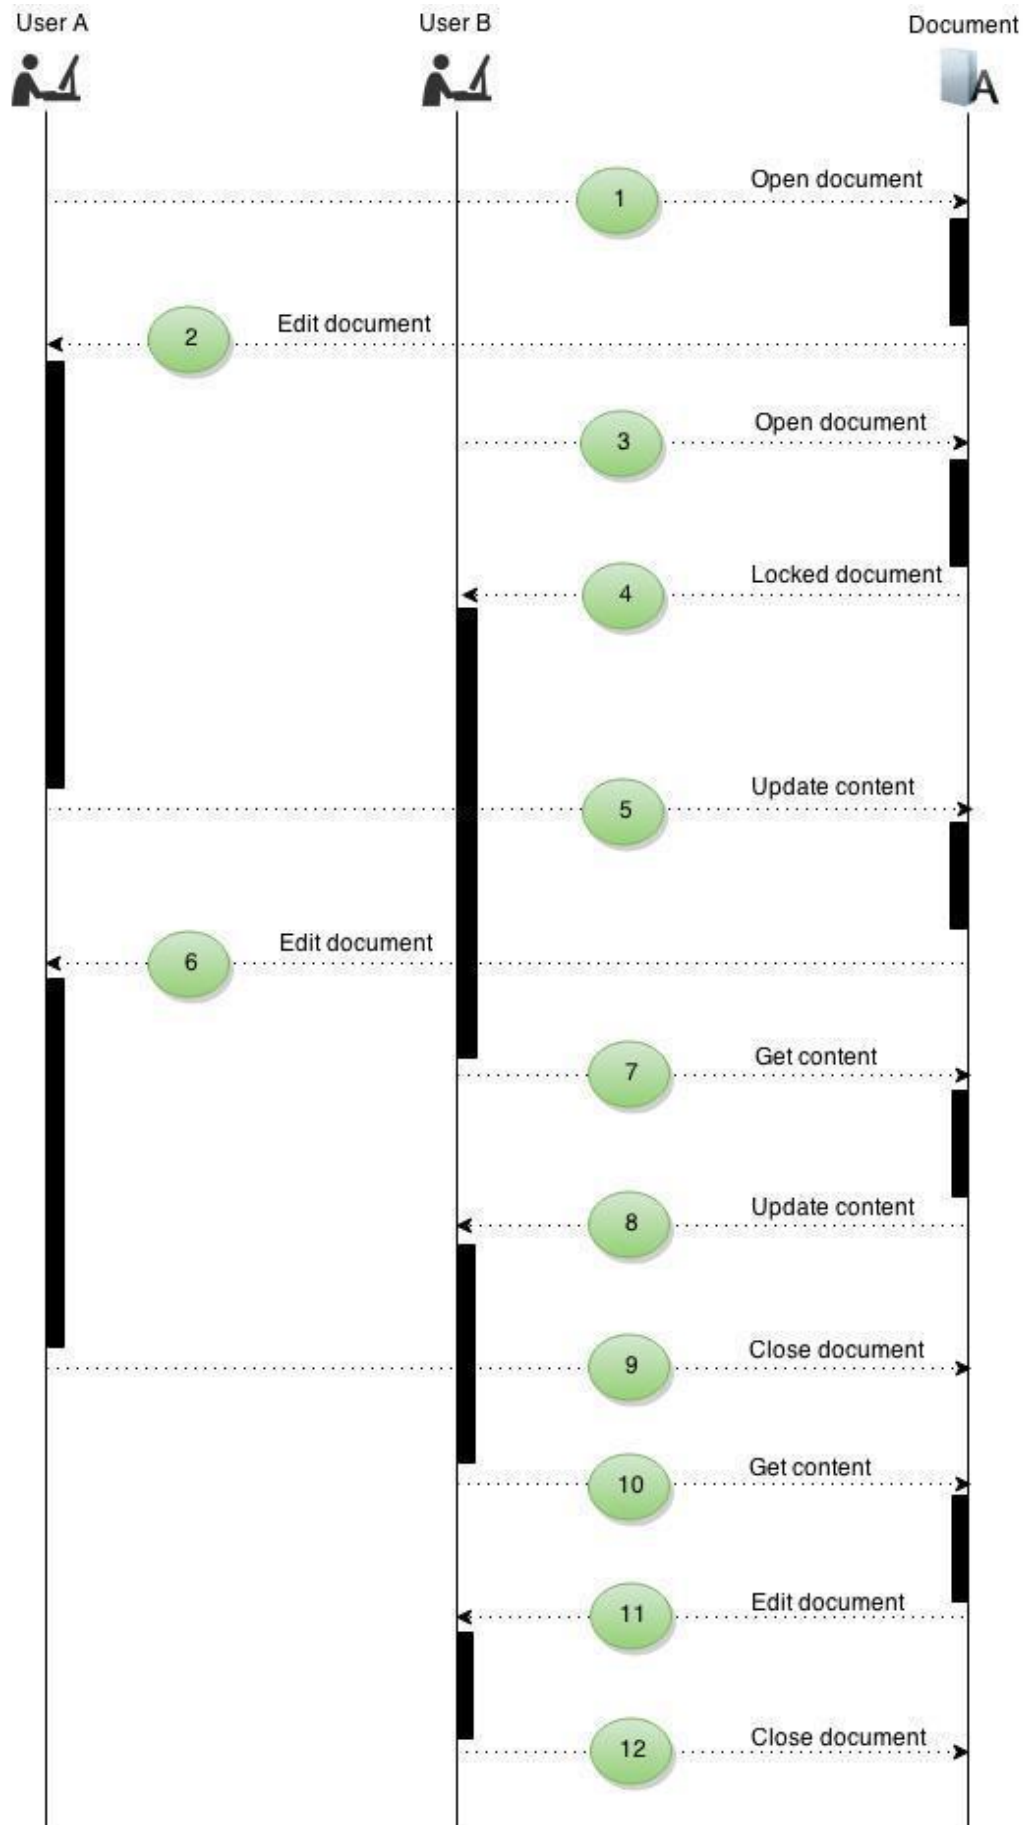 User A
User B
Document
A
Open document
1
Edit document
2
Open document
3
Locked document
4
Update content
5
Edit document
6
Get content
7
Update content
8
Close document
9
Get content
10
Edit document
11
Close document
12